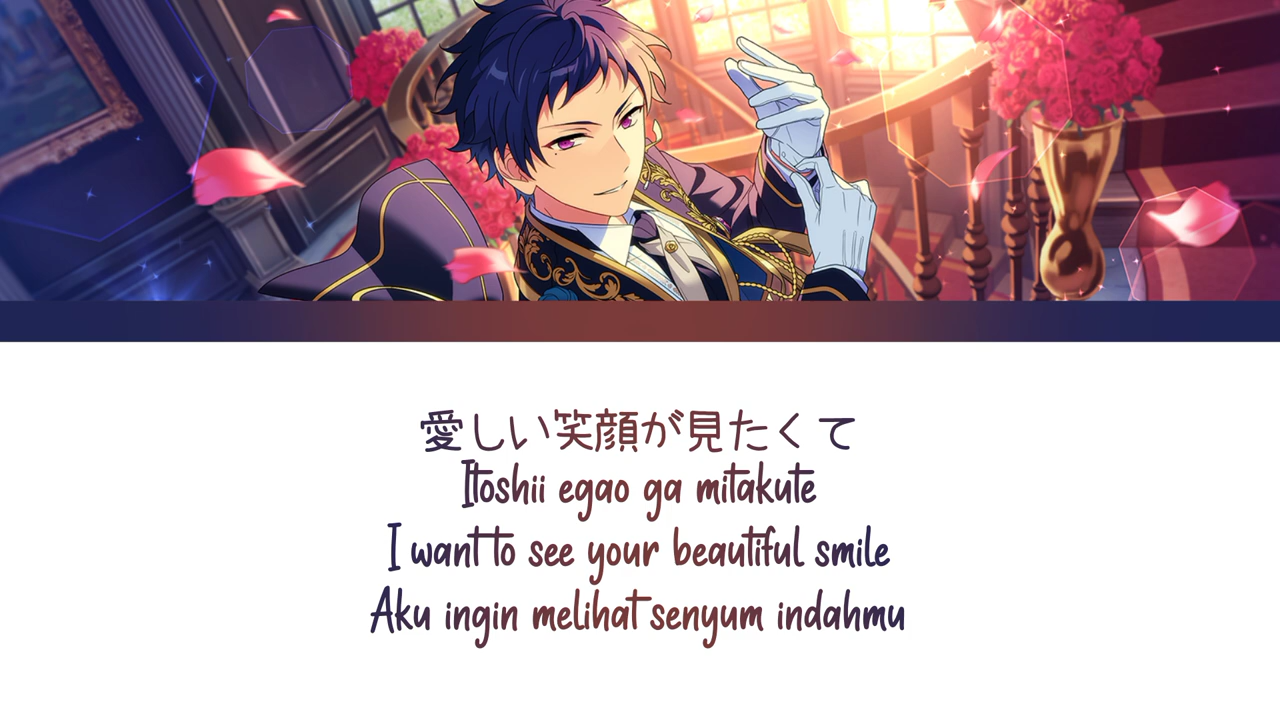 愛しい笑顔が見たくて
Itoshii egao ga mitakute
I want to see your beautiful smile
Aku ingin melihat senyum indahmu